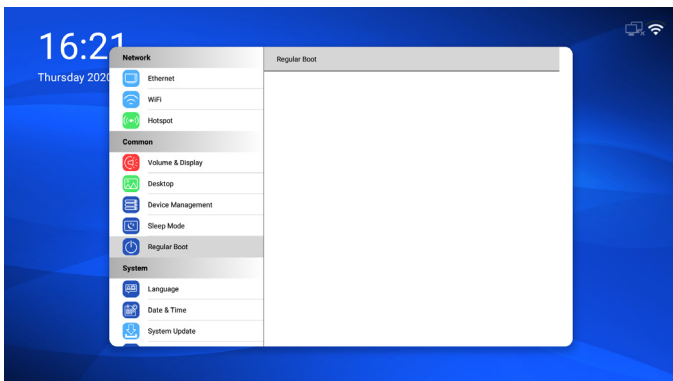 16:21
Thursday 2020
Network
Ethernet
WiFi
Hotspot
Common
Volume & Display
Desktop
Device Management
Sleep Mode
Regular Boot
System
Language
Date & Time
System Update
Regular Boot